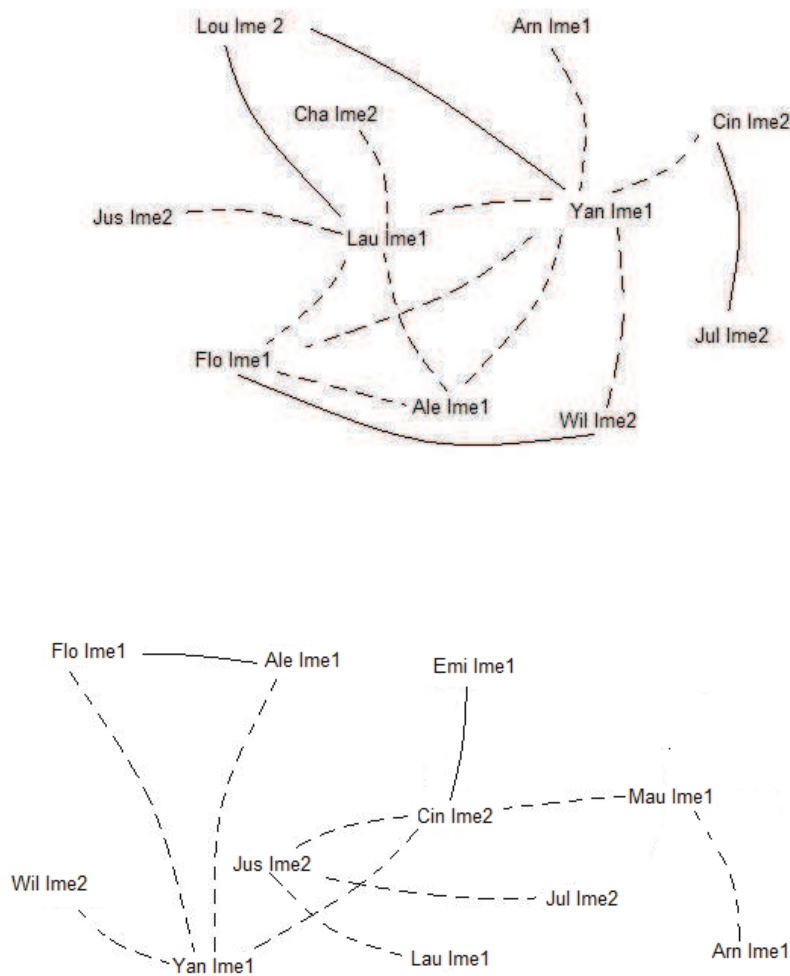 Lou Ime 2
Arn Ime1
Cha Ime2
Cin Ime2
Jus Ime2
Yan Ime1
Lau Ime1
Jul Ime2
Flo Ime1
Ale Ime1
Wil Ime2
Flo Ime1
Ale Ime1
Emi Ime1
Mau Ime1
Cin Ime2
Jus Ime2
Wil Ime2
Jul Ime2
Yan Ime1
Lau Ime1
Arn Ime1